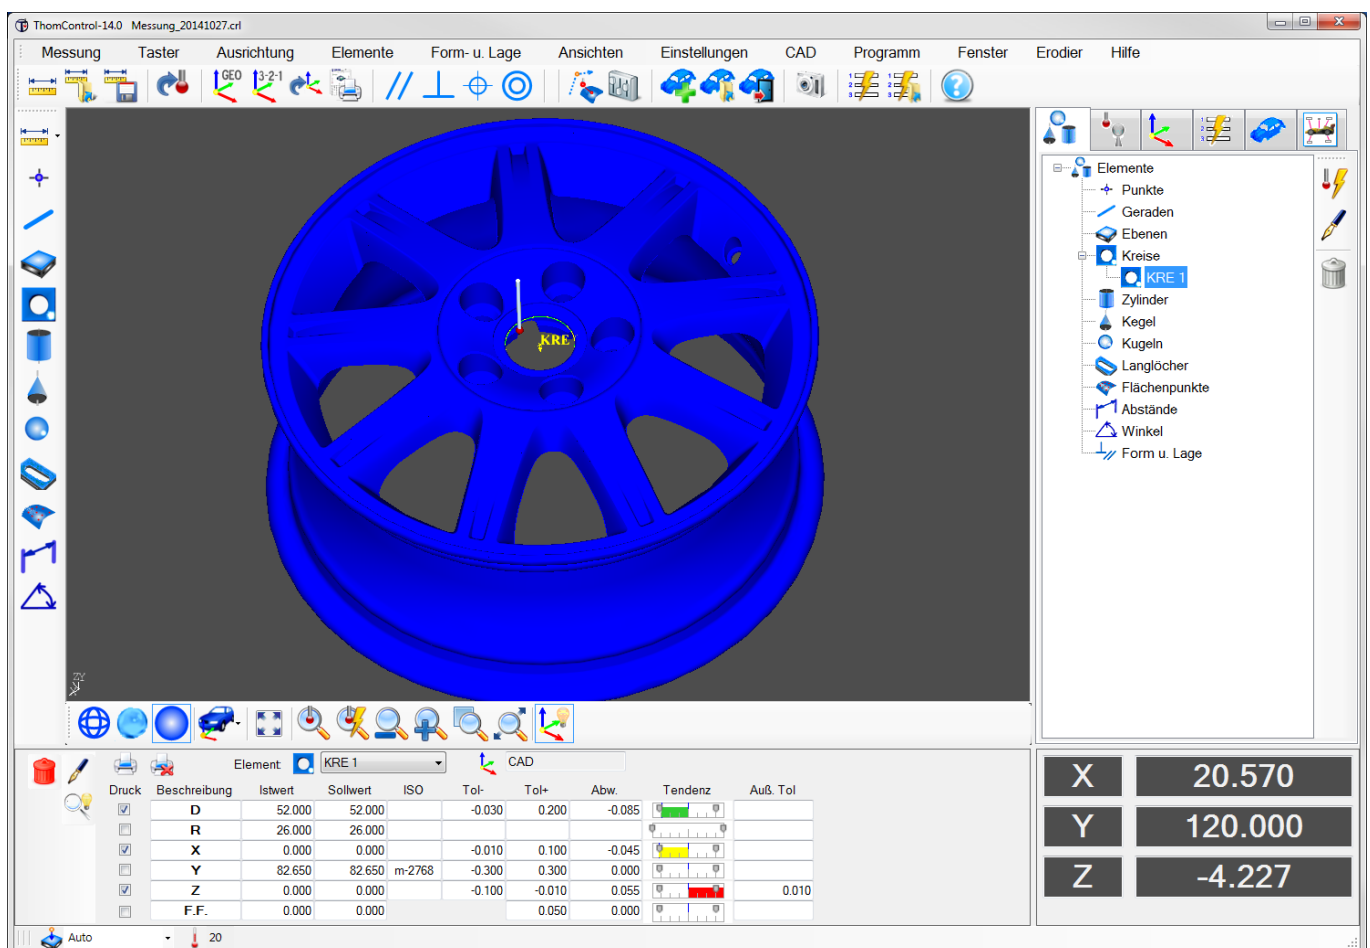 ThomControl-14.0 Messung_20141027.crl
Messung Taster Ausrichtung Elemente Form- u. Lage Ansichten Einstellungen CAD Programm Fenster Erodier Hilfe
GEO 3-2-1
Elemente
Punkte
Geraden
Ebenen
Kreise
KRE 1
Zylinder
Kegel
Kugeln
Langlöcher
Flächenpunkte
Abstände
Winkel
Form u. Lage
KRE
Element: KRE 1 CAD
Druck Beschreibung Istwert Sollwert ISO Tol- Tol+ Abw. Tendenz Auß. Tol
D 52.000 52.000 -0.030 0.200 -0.085
R 26.000 26.000
X 0.000 0.000 -0.010 0.100 -0.045
Y 82.650 82.650 m-2768 -0.300 0.300 0.000
Z 0.000 0.000 -0.100 -0.010 0.055 0.010
F.F. 0.000 0.000 0.050 0.000
X 20.570
Y 120.000
Z -4.227
Auto 20